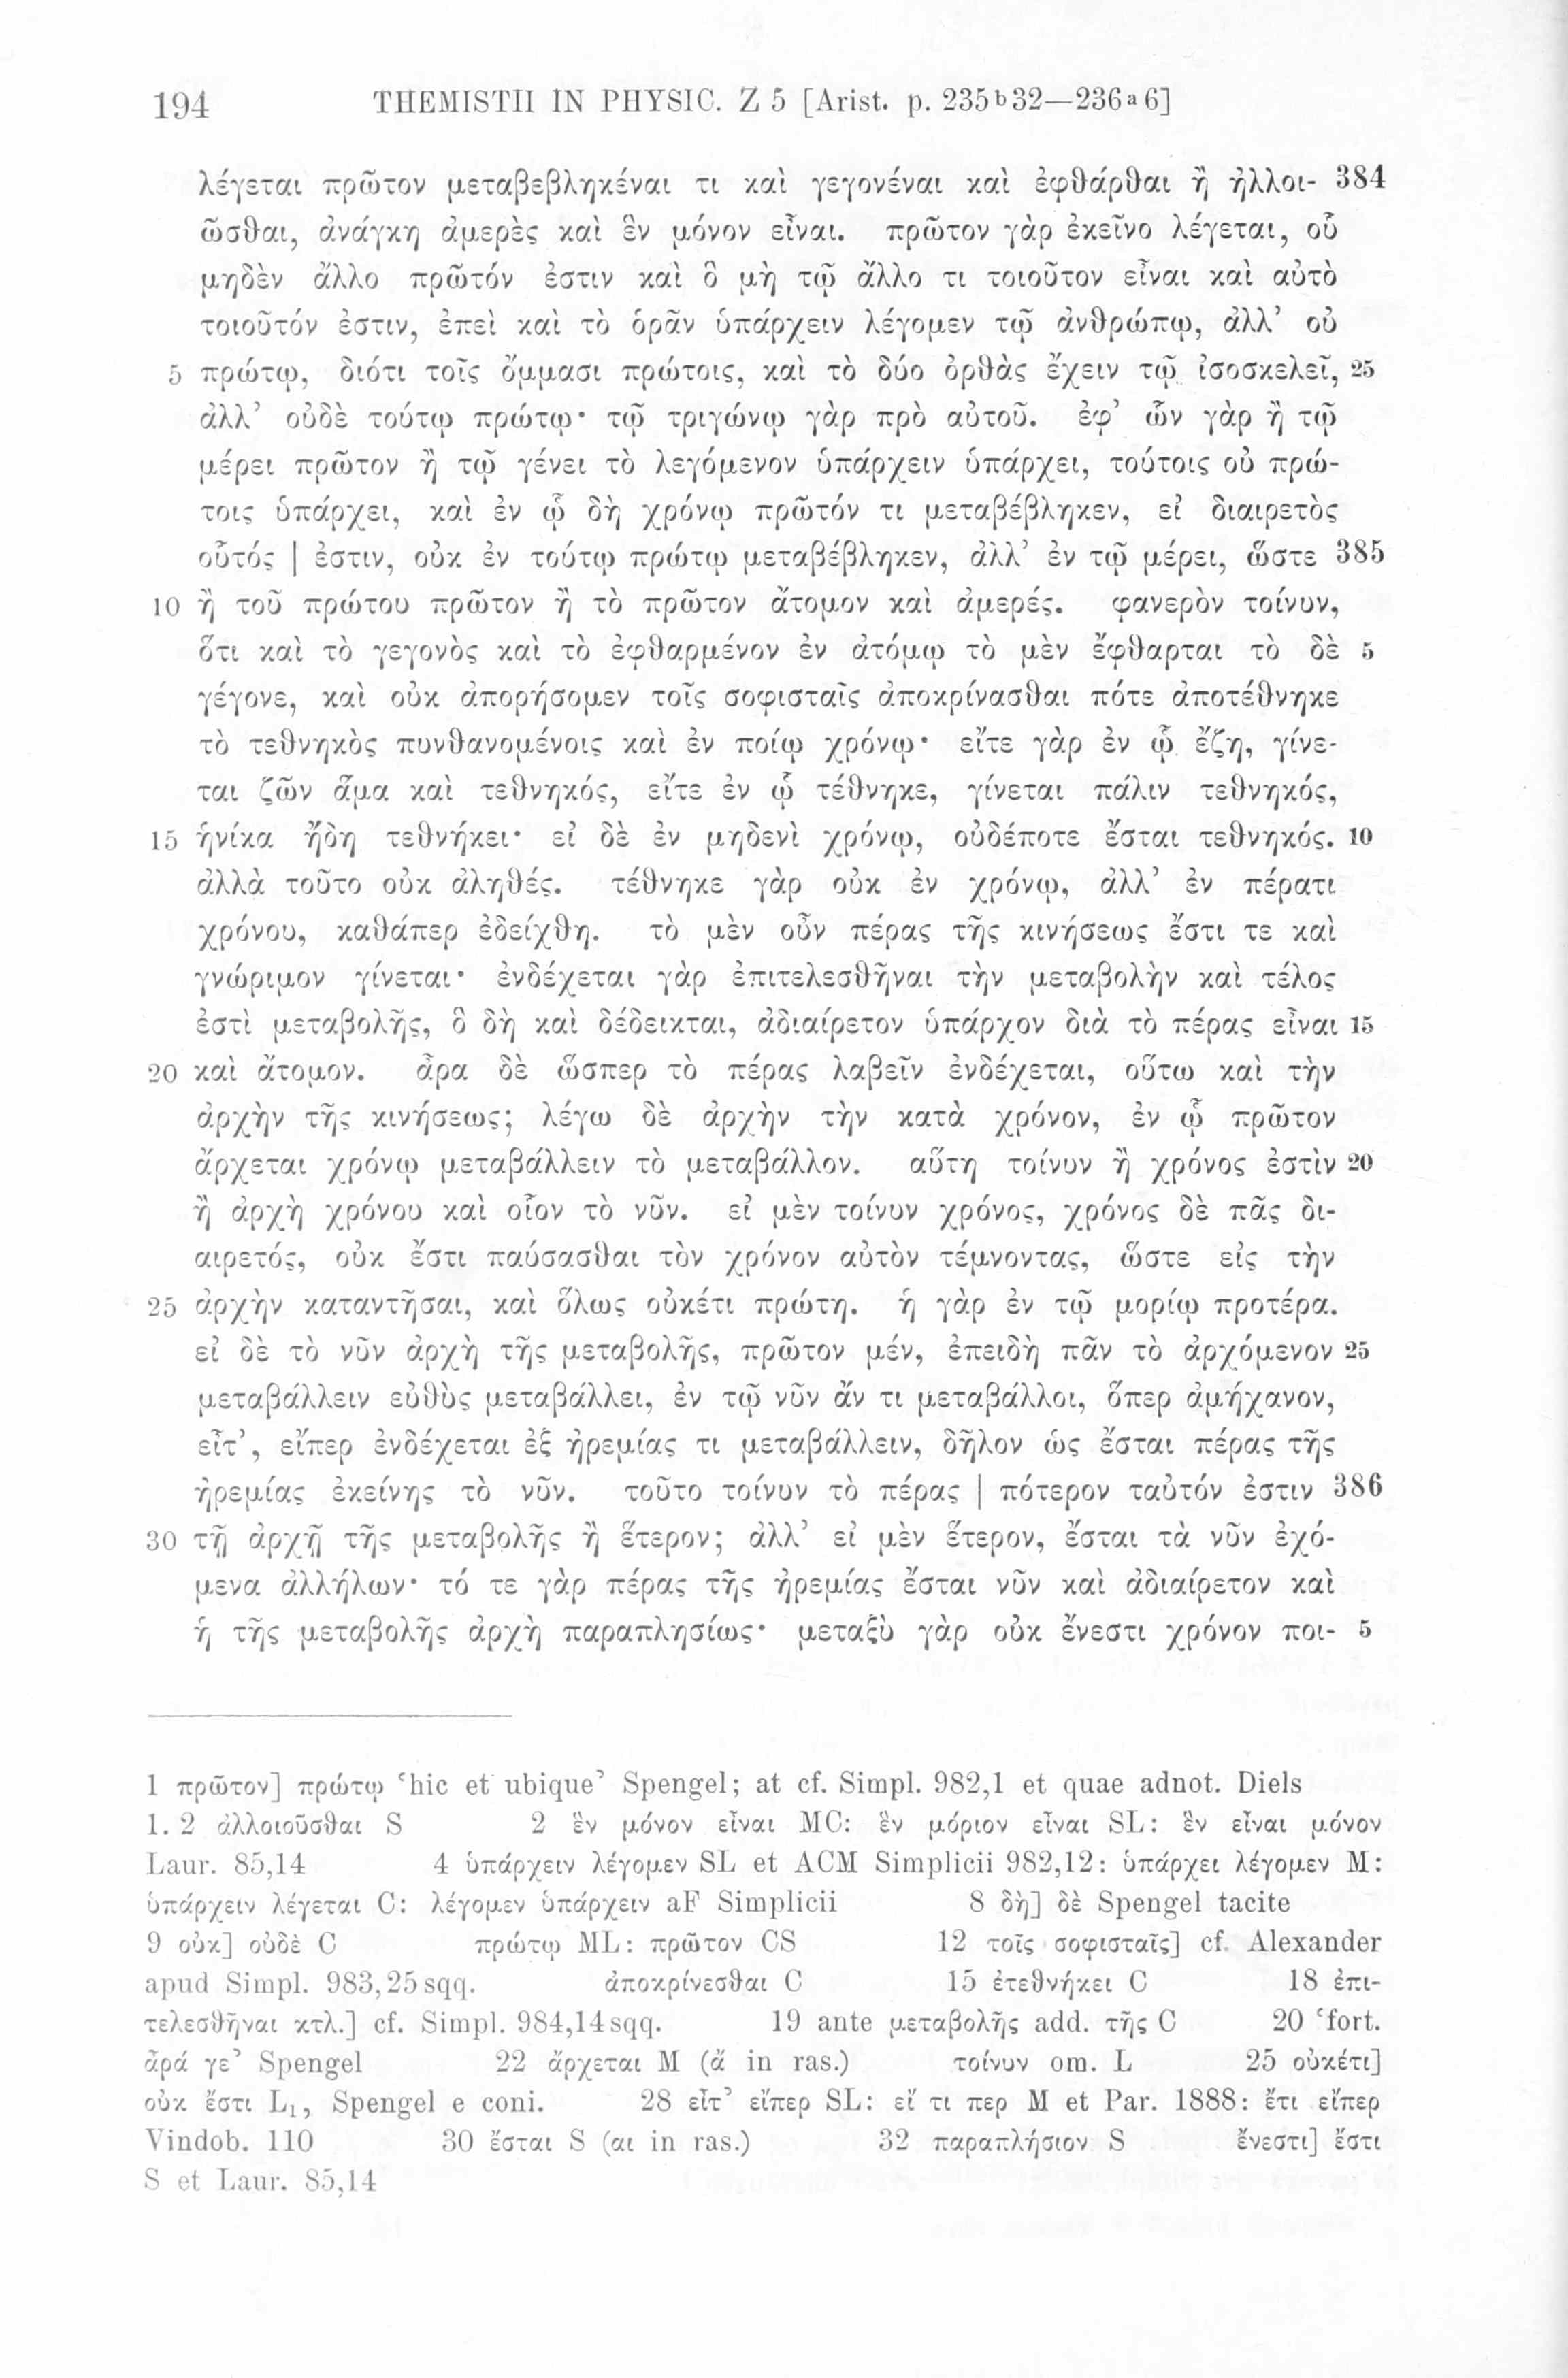 194 THEMISTII IN PHYSIC. Z 5 [Arist. p. 235b32—236a6]
λέγεται πρῶτον μεταβεβληκέναι τι καὶ γεγονέναι καὶ ἐφθάρθαι ἢ ἠλλοι- 384
ῶσθαι, ἀνάγκη ἀμερὲς καὶ ἓν μόνον εἶναι. πρῶτον γὰρ ἐκεῖνο λέγεται, οὗ
μηδὲν ἄλλο πρῶτόν ἐστιν καὶ ὃ μὴ τῷ ἄλλο τι τοιοῦτον εἶναι καὶ αὐτὸ
τοιοῦτόν ἐστιν, ἐπεὶ καὶ τὸ ὁρᾶν ὑπάρχειν λέγομεν τῷ ἀνθρώπῳ, ἀλλ’ οὐ
5 πρώτῳ, διότι τοῖς ὄμμασι πρώτοις, καὶ τὸ δύο ὀρθὰς ἔχειν τῷ ἰσοσκελεῖ, 25
ἀλλ’ οὐδὲ τούτῳ πρώτῳ· τῷ τριγώνῳ γὰρ πρὸ αὐτοῦ. ἐφ’ ὧν γὰρ ἢ τῷ
μέρει πρῶτον ἢ τῷ γένει τὸ λεγόμενον ὑπάρχειν ὑπάρχει, τούτοις οὐ πρώ-
τοις ὑπάρχει, καὶ ἐν ᾧ δὴ χρόνῳ πρῶτόν τι μεταβέβληκεν, εἰ διαιρετὸς
οὗτός | ἐστιν, οὐκ ἐν τούτῳ πρώτῳ μεταβέβληκεν, ἀλλ’ ἐν τῷ μέρει, ὥστε 385
10 ἢ τοῦ πρώτου πρῶτον ἢ τὸ πρῶτον ἄτομον καὶ ἀμερές. φανερὸν τοίνυν,
ὅτι καὶ τὸ γεγονὸς καὶ τὸ ἐφθαρμένον ἐν ἀτόμῳ τὸ μὲν ἔφθαρται τὸ δὲ 5
γέγονε, καὶ οὐκ ἀπορήσομεν τοῖς σοφισταῖς ἀποκρίνασθαι πότε ἀποτέθνηκε
τὸ τεθνηκὸς πυνθανομένοις καὶ ἐν ποίῳ χρόνῳ· εἴτε γὰρ ἐν ᾧ ἔζη, γίνε-
ται ζῶν ἅμα καὶ τεθνηκός, εἴτε ἐν ᾧ τέθνηκε, γίνεται πάλιν τεθνηκός,
15 ἡνίκα ἤδη τεθνήκει· εἰ δὲ ἐν μηδενὶ χρόνῳ, οὐδέποτε ἔσται τεθνηκός. 10
ἀλλὰ τοῦτο οὐκ ἀληθές. τέθνηκε γὰρ οὐκ ἐν χρόνῳ, ἀλλ’ ἐν πέρατι
χρόνου, καθάπερ ἐδείχθη. τὸ μὲν οὖν πέρας τῆς κινήσεως ἔστι τε καὶ
γνώριμον γίνεται· ἐνδέχεται γὰρ ἐπιτελεσθῆναι τὴν μεταβολὴν καὶ τέλος
ἐστὶ μεταβολῆς, ὃ δὴ καὶ δέδεικται, ἀδιαίρετον ὑπάρχον διὰ τὸ πέρας εἶναι 15
20 καὶ ἄτομον. ἆρα δὲ ὥσπερ τὸ πέρας λαβεῖν ἐνδέχεται, οὕτω καὶ τὴν
ἀρχὴν τῆς κινήσεως; λέγω δὲ ἀρχὴν τὴν κατὰ χρόνον, ἐν ᾧ πρῶτον
ἄρχεται χρόνῳ μεταβάλλειν τὸ μεταβάλλον. αὕτη τοίνυν ἢ χρόνος ἐστὶν 20
ἢ ἀρχὴ χρόνου καὶ οἷον τὸ νῦν. εἰ μὲν τοίνυν χρόνος, χρόνος δὲ πᾶς δι-
αιρετός, οὐκ ἔστι παύσασθαι τὸν χρόνον αὐτὸν τέμνοντας, ὥστε εἰς τὴν
25 ἀρχὴν καταντῆσαι, καὶ ὅλως οὐκέτι πρώτη. ἡ γὰρ ἐν τῷ μορίῳ προτέρα.
εἰ δὲ τὸ νῦν ἀρχὴ τῆς μεταβολῆς, πρῶτον μέν, ἐπειδὴ πᾶν τὸ ἀρχόμενον 25
μεταβάλλειν εὐθὺς μεταβάλλει, ἐν τῷ νῦν ἄν τι μεταβάλλοι, ὅπερ ἀμήχανον,
εἶτ’, εἴπερ ἐνδέχεται ἐξ ἠρεμίας τι μεταβάλλειν, δῆλον ὡς ἔσται πέρας τῆς
ἠρεμίας ἐκείνης τὸ νῦν. τοῦτο τοίνυν τὸ πέρας | πότερον ταὐτόν ἐστιν 386
30 τῇ ἀρχῇ τῆς μεταβολῆς ἢ ἕτερον; ἀλλ’ εἰ μὲν ἕτερον, ἔσται τὰ νῦν ἐχό-
μενα ἀλλήλων· τό τε γὰρ πέρας τῆς ἠρεμίας ἔσται νῦν καὶ ἀδιαίρετον καὶ
ἡ τῆς μεταβολῆς ἀρχὴ παραπλησίως· μεταξὺ γὰρ οὐκ ἔνεστι χρόνον ποι- 5
1 πρῶτον] πρώτῳ ‘hic et ubique’ Spengel; at cf. Simpl. 982,1 et quae adnot. Diels
1. 2 ἀλλοιοῦσθαι S 2 ἓν μόνον εἶναι MC: ἓν μόριον εἶναι SL: ἓν εἶναι μόνον
Laur. 85,14 4 ὑπάρχειν λέγομεν SL et ACM Simplicii 982,12: ὑπάρχει λέγομεν M:
ὑπάρχειν λέγεται C: λέγομεν ὑπάρχειν aF Simplicii 8 δὴ] δὲ Spengel tacite
9 οὐκ] οὐδὲ C πρώτῳ ML: πρῶτον CS 12 τοῖς σοφισταῖς] cf. Alexander
apud Simpl. 983,25 sqq. ἀποκρίνεσθαι C 15 ἐτεθνήκει C 18 ἐπι-
τελεσθῆναι κτλ.] cf. Simpl. 984,14 sqq. 19 ante μεταβολῆς add. τῆς C 20 ‘fort.
ἆρά γε’ Spengel 22 ἄρχεται M (ἄ in ras.) τοίνυν om. L 25 οὐκέτι]
οὐκ ἔστι L1, Spengel e coni. 28 εἶτ’ εἴπερ SL: εἴ τι περ M et Par. 1888: ἔτι εἴπερ
Vindob. 110 30 ἔσται S (αι in ras.) 32 παραπλήσιον S ἔνεστι] ἔστι
S et Laur. 85,14